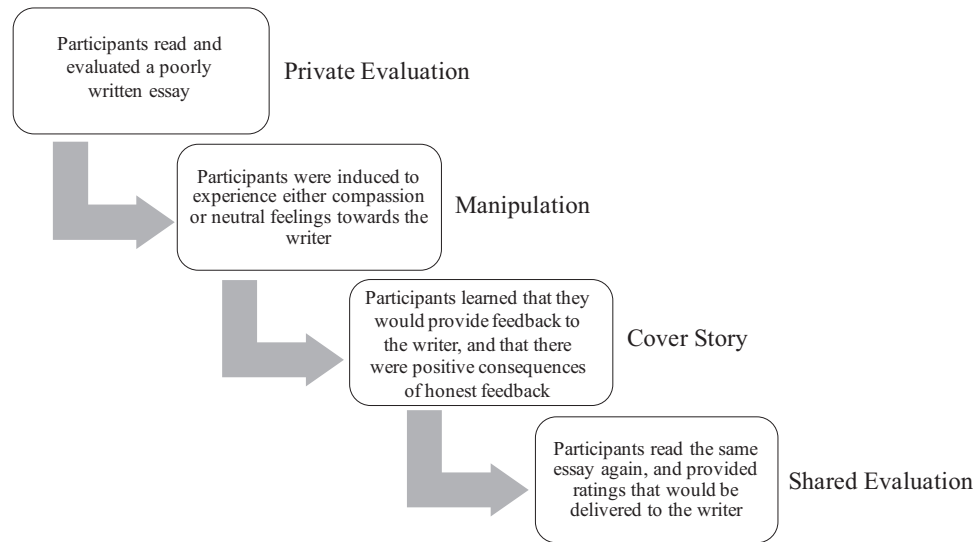 Participants read and
evaluated a poorly
written essay
Private Evaluation
Participants were induced to
experience either compassion
or neutral feelings towards the
writer
Manipulation
Participants learned that they
would provide feedback to
the writer, and that there
were positive consequences
of honest feedback
Cover Story
Participants read the same
essay again, and provided
ratings that would be
delivered to the writer
Shared Evaluation